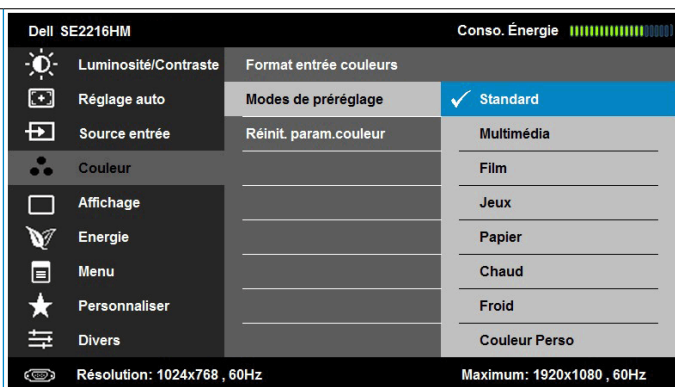 Dell SE2216HM Conso. Énergie
Luminosité/Contraste Format entrée couleurs
Réglage auto Modes de préréglage Standard
Source entrée Réinit. param.couleur Multimédia
Couleur Film
Affichage Jeux
Energie Papier
Menu Chaud
Personnaliser Froid
Divers Couleur Perso
Résolution: 1024x768 , 60Hz Maximum: 1920x1080 , 60Hz